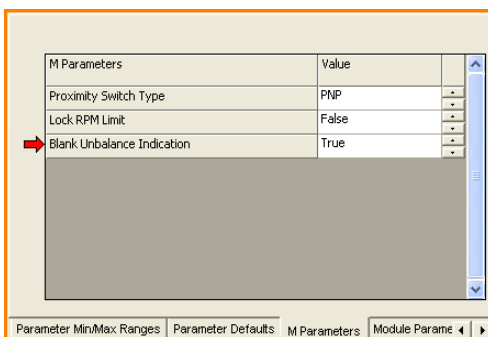 M Parameters Value
Proximity Switch Type PNP
Lock RPM Limit False
Blank Unbalance Indication True
Parameter Min/Max Ranges Parameter Defaults M Parameters Module Parame